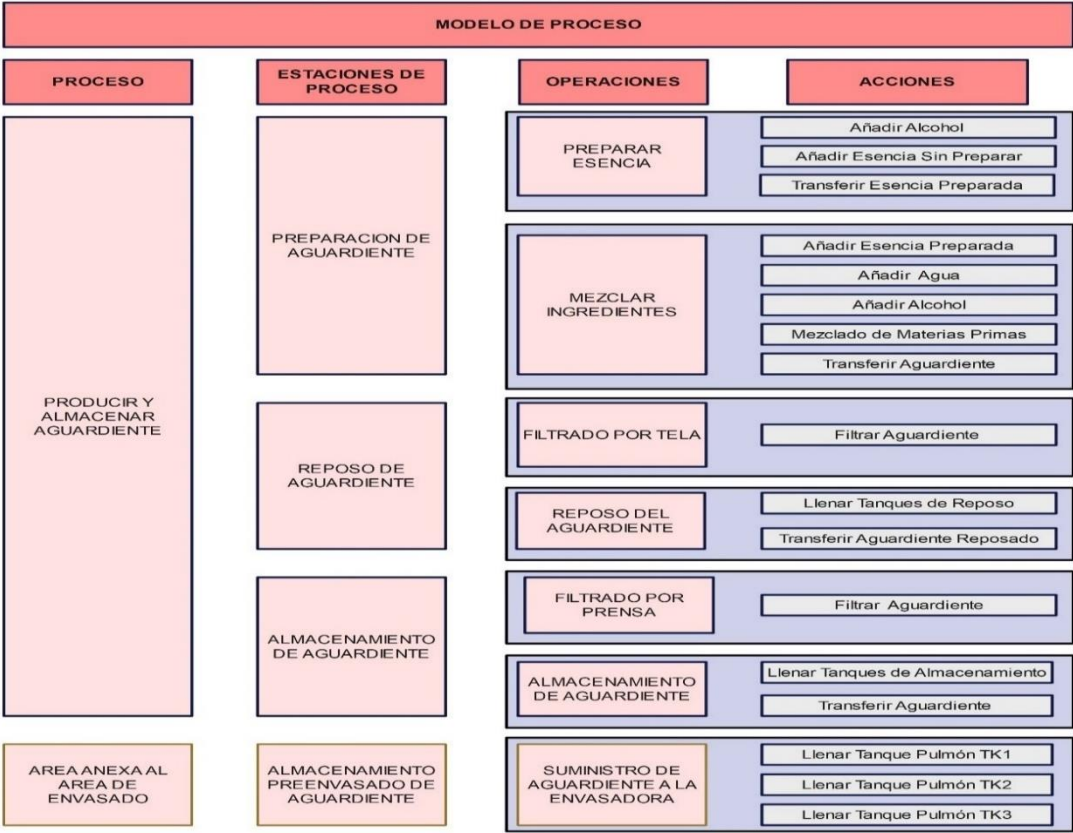 MODELO DE PROCESO
PROCESO
ESTACIONES DE
PROCESO
OPERACIONES
ACCIONES
PRODUCIR Y
ALMACENAR
AGUARDIENTE
PREPARACION DE
AGUARDIENTE
PREPARAR
ESENCIA
Añadir Alcohol
Añadir Esencia Sin Preparar
Transferir Esencia Preparada
MEZCLAR
INGREDIENTES
Añadir Esencia Preparada
Añadir Agua
Añadir Alcohol
Mezclado de Materias Primas
Transferir Aguardiente
REPOSO DE
AGUARDIENTE
FILTRADO POR TELA
Filtrar Aguardiente
REPOSO DEL
AGUARDIENTE
Llenar Tanques de Reposo
Transferir Aguardiente Reposado
ALMACENAMIENTO
DE AGUARDIENTE
FILTRADO POR
PRENSA
Filtrar Aguardiente
ALMACENAMIENTO
DE AGUARDIENTE
Llenar Tanques de Almacenamiento
Transferir Aguardiente
AREA ANEXA AL
AREA DE
ENVASADO
ALMACENAMIENTO
PREENVASADO DE
AGUARDIENTE
SUMINISTRO DE
AGUARDIENTE A LA
ENVASADORA
Llenar Tanque Pulmón TK1
Llenar Tanque Pulmón TK2
Llenar Tanque Pulmón TK3